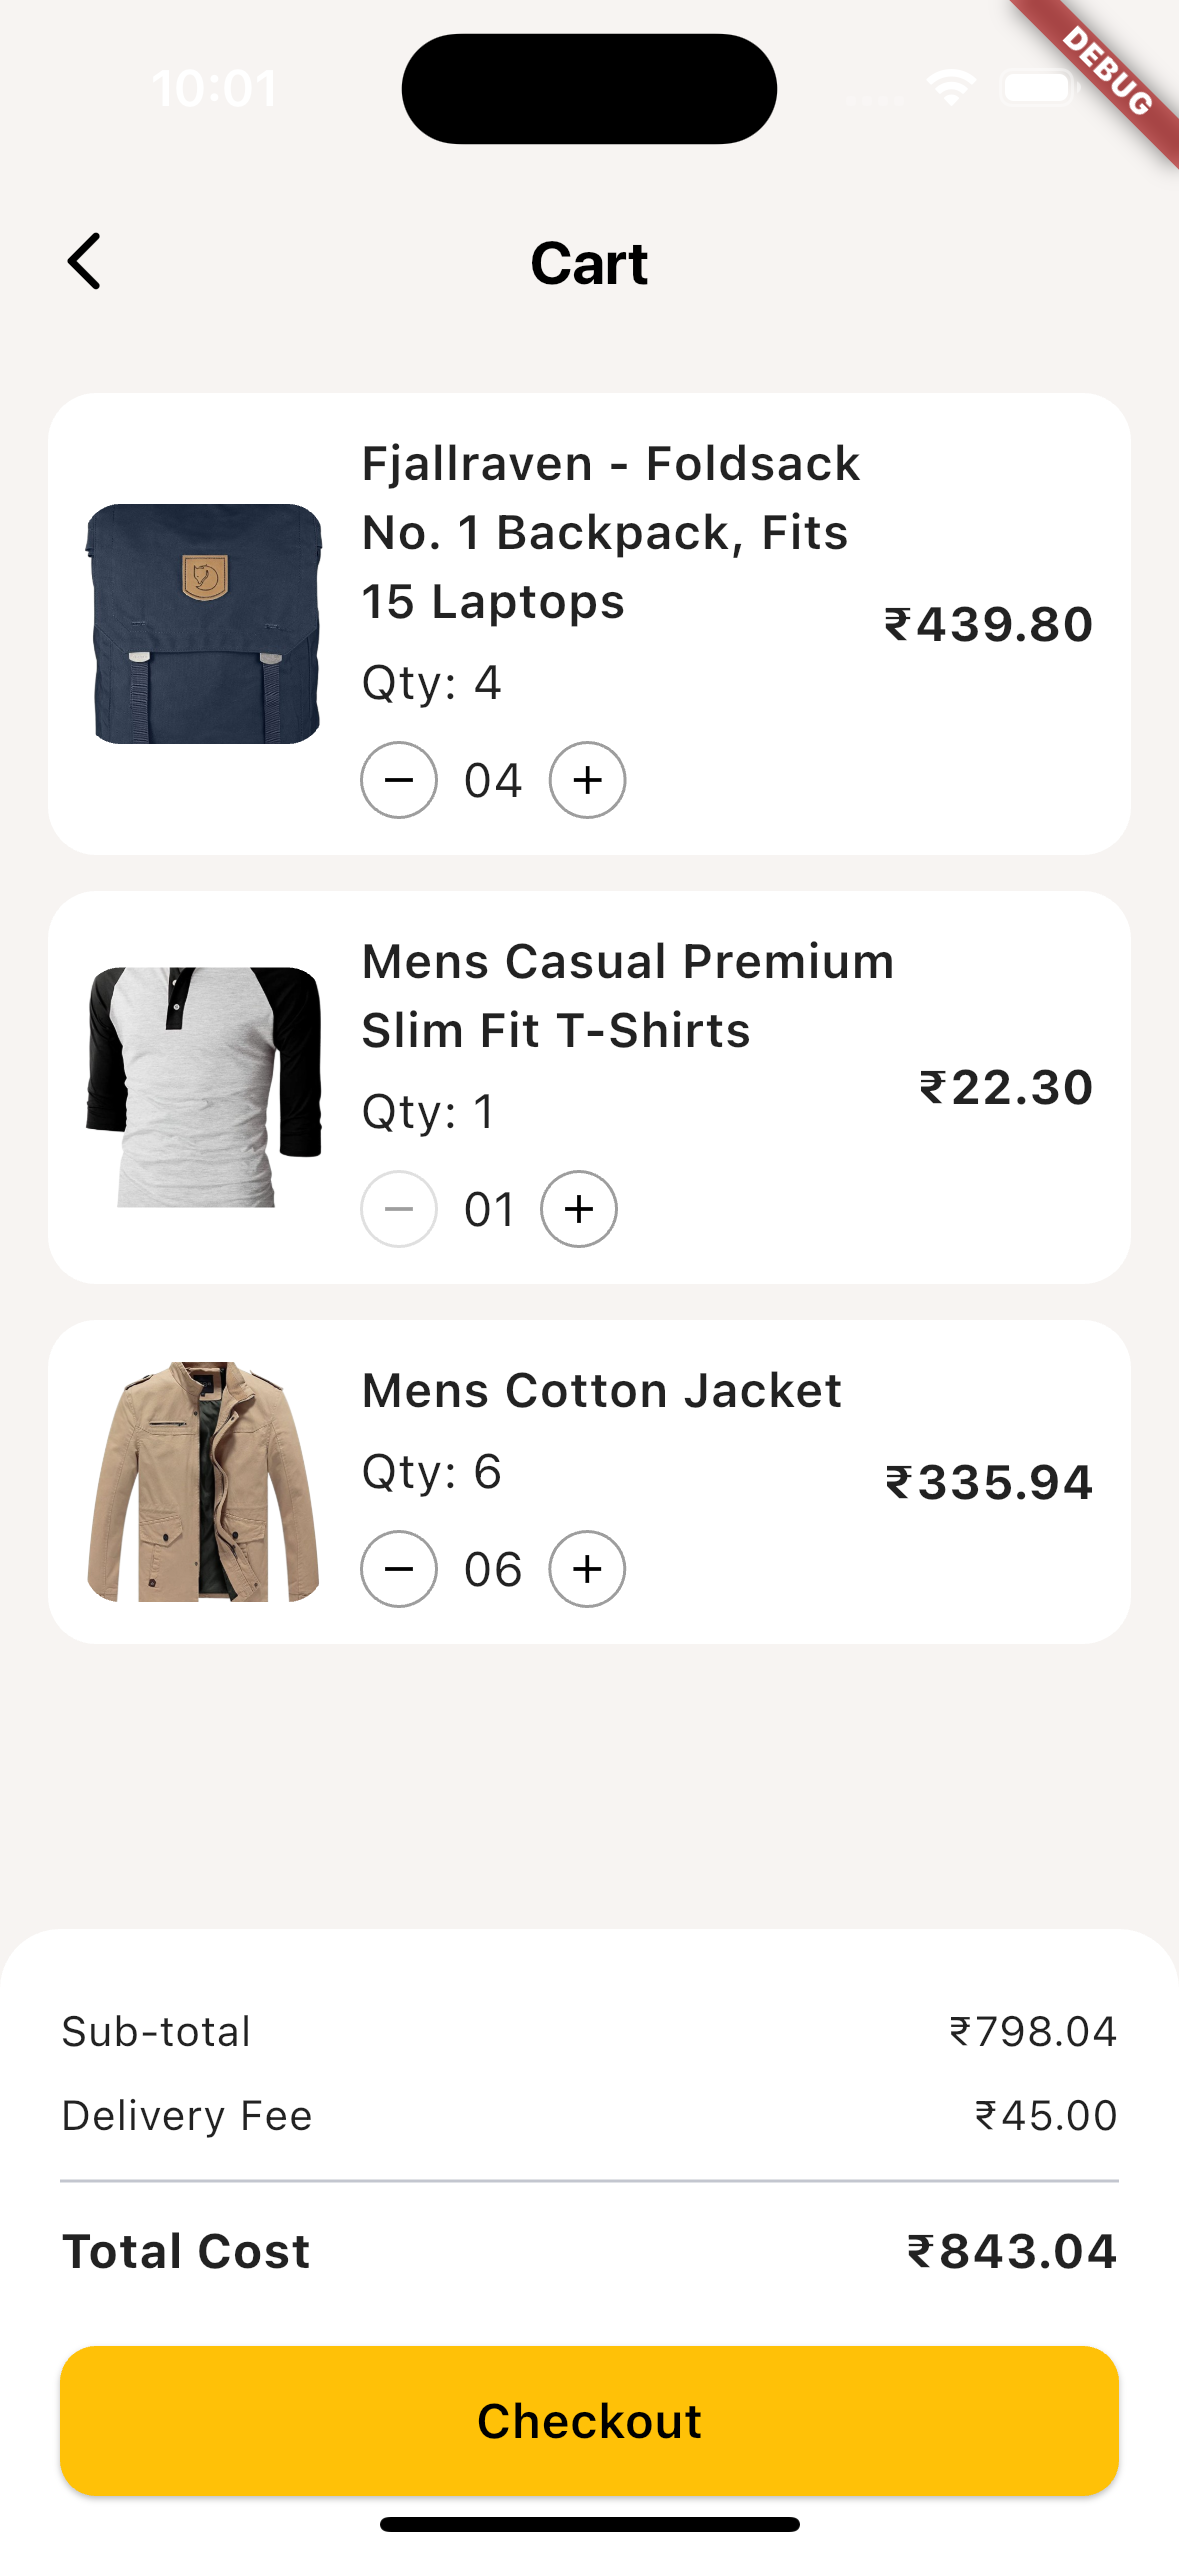 10:01
DEBUG
Cart
Fjallraven - Foldsack
No. 1 Backpack, Fits
15 Laptops
₹439.80
Qty: 4
04
Mens Casual Premium
Slim Fit T-Shirts
₹22.30
Qty: 1
01
Mens Cotton Jacket
Qty: 6
₹335.94
06
Sub-total ₹798.04
Delivery Fee ₹45.00
Total Cost ₹843.04
Checkout